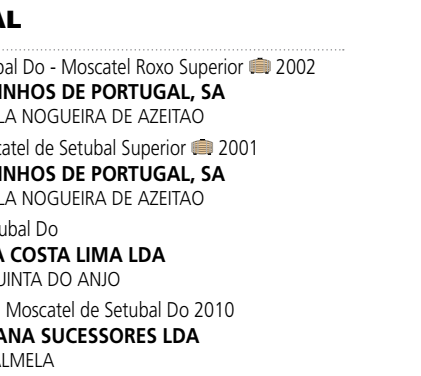 AL
bal Do - Moscatel Roxo Superior 2002
INHOS DE PORTUGAL, SA
LA NOGUEIRA DE AZEITAO
catel de Setubal Superior 2001
INHOS DE PORTUGAL, SA
LA NOGUEIRA DE AZEITAO
ubal Do
A COSTA LIMA LDA
UINTA DO ANJO
Moscatel de Setubal Do 2010
ANA SUCESSORES LDA
ALMELA